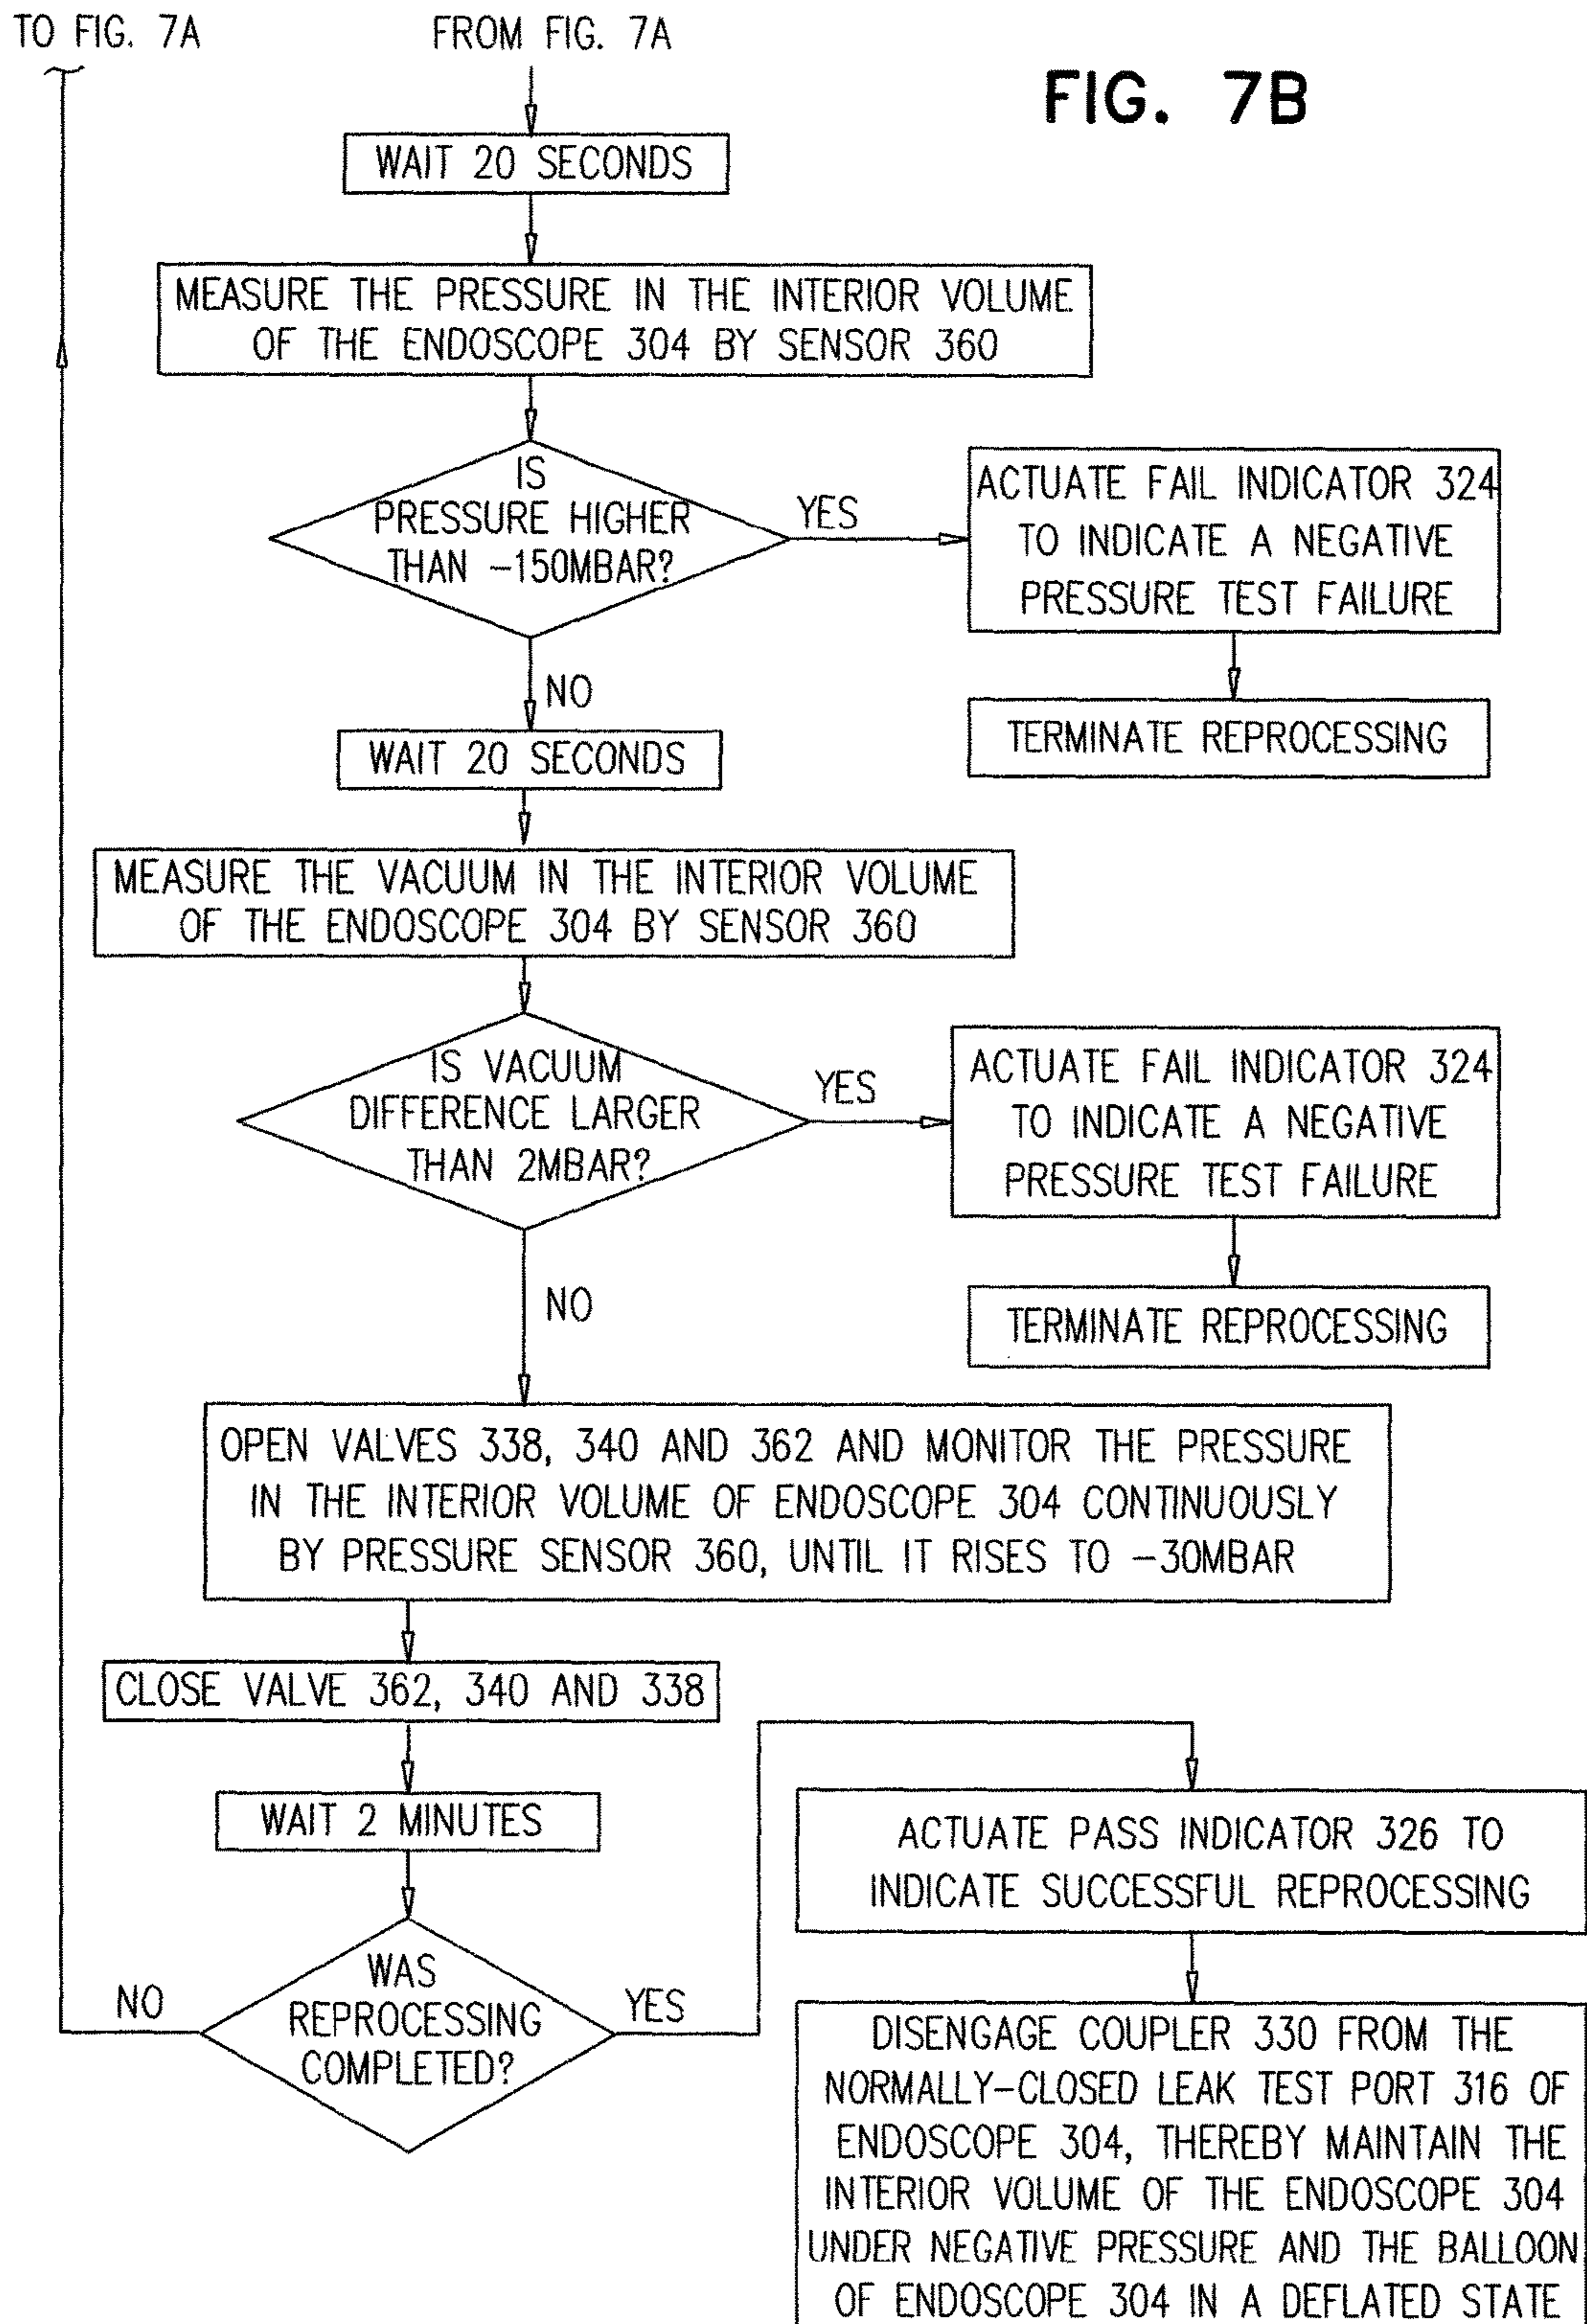 TO FIG. 7A
FROM FIG. 7A
FIG. 7B
WAIT 20 SECONDS
MEASURE THE PRESSURE IN THE INTERIOR VOLUME
OF THE ENDOSCOPE 304 BY SENSOR 360
IS
PRESSURE HIGHER
THAN -150MBAR?
YES
ACTUATE FAIL INDICATOR 324
TO INDICATE A NEGATIVE
PRESSURE TEST FAILURE
TERMINATE REPROCESSING
NO
WAIT 20 SECONDS
MEASURE THE VACUUM IN THE INTERIOR VOLUME
OF THE ENDOSCOPE 304 BY SENSOR 360
IS VACUUM
DIFFERENCE LARGER
THAN 2MBAR?
YES
ACTUATE FAIL INDICATOR 324
TO INDICATE A NEGATIVE
PRESSURE TEST FAILURE
TERMINATE REPROCESSING
NO
OPEN VALVES 338, 340 AND 362 AND MONITOR THE PRESSURE
IN THE INTERIOR VOLUME OF ENDOSCOPE 304 CONTINUOUSLY
BY PRESSURE SENSOR 360, UNTIL IT RISES TO -30MBAR
CLOSE VALVE 362, 340 AND 338
WAIT 2 MINUTES
WAS
REPROCESSING
COMPLETED?
NO
YES
ACTUATE PASS INDICATOR 326 TO
INDICATE SUCCESSFUL REPROCESSING
DISENGAGE COUPLER 330 FROM THE
NORMALLY-CLOSED LEAK TEST PORT 316 OF
ENDOSCOPE 304, THEREBY MAINTAIN THE
INTERIOR VOLUME OF THE ENDOSCOPE 304
UNDER NEGATIVE PRESSURE AND THE BALLOON
OF ENDOSCOPE 304 IN A DEFLATED STATE